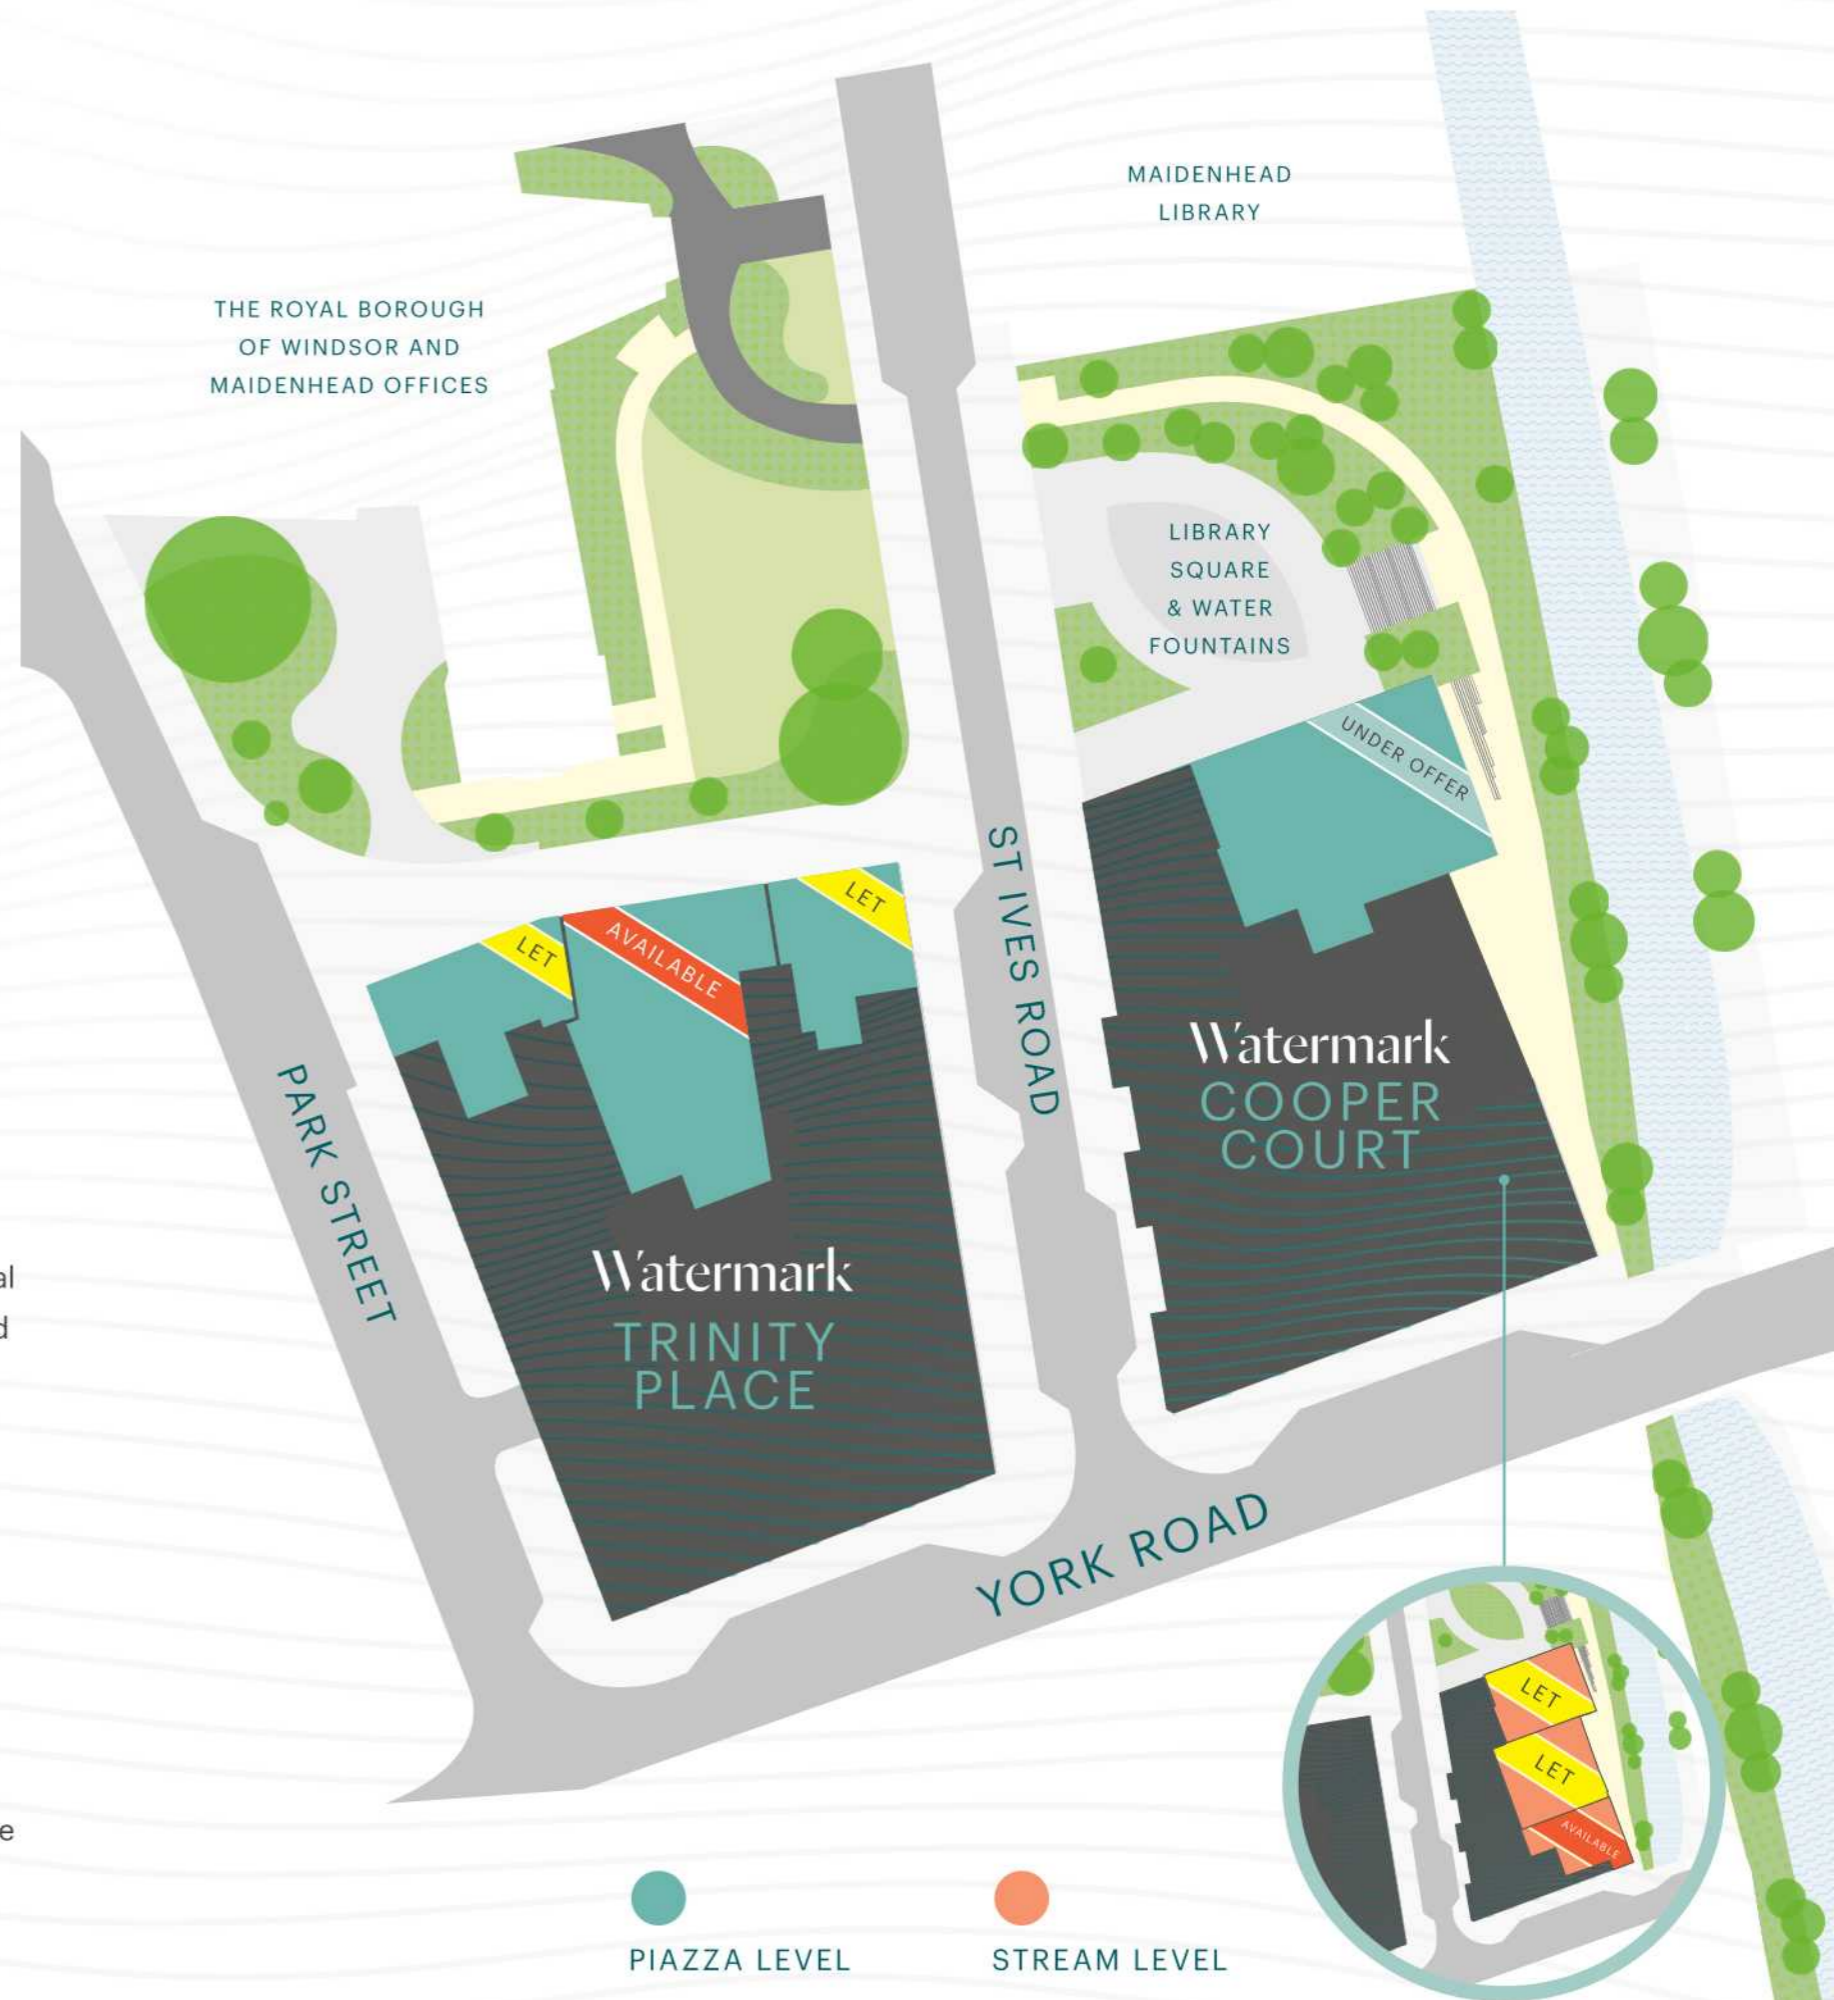 MAIDENHEAD
LIBRARY
THE ROYAL BOROUGH
OF WINDSOR AND
MAIDENHEAD OFFICES
LIBRARY
SQUARE
& WATER
FOUNTAINS
UNDER OFFER
LET
AVAILABLE
LET
ST IVES ROAD
PARK STREET
Watermark
COOPER
COURT
Watermark
TRINITY
PLACE
al
d
YORK ROAD
LET
LET
AVAILABLE
e
PIAZZA LEVEL
STREAM LEVEL